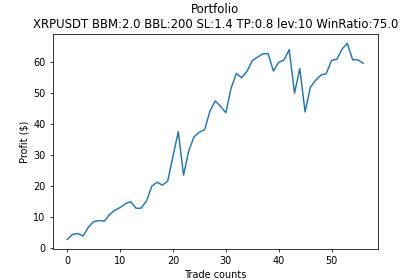 Portfolio
XRPUSDT BBM:2.0 BBL:200 SL:1.4 TP:0.8 lev:10 WinRatio:75.0
60
50
40
30
20
10
0
Profit ($)
0 10 20 30 40 50
Trade counts